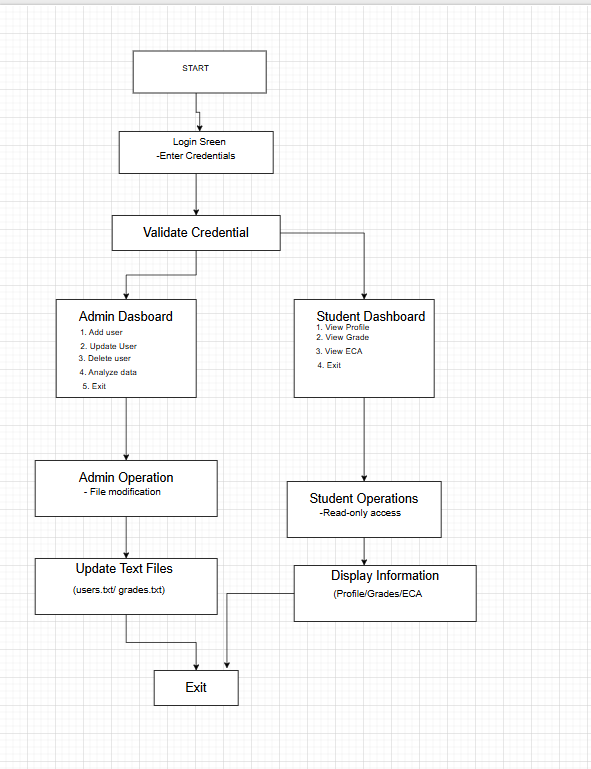 START
Login Sreen
-Enter Credentials
Validate Credential
Admin Dasboard
1. Add user
2. Update User
3. Delete user
4. Analyze data
5. Exit
Student Dashboard
1. View Profile
2. View Grade
3. View ECA
4. Exit
Admin Operation
- File modification
Student Operations
-Read-only access
Update Text Files
(users.txt/ grades.txt)
Display Information
(Profile/Grades/ECA
Exit